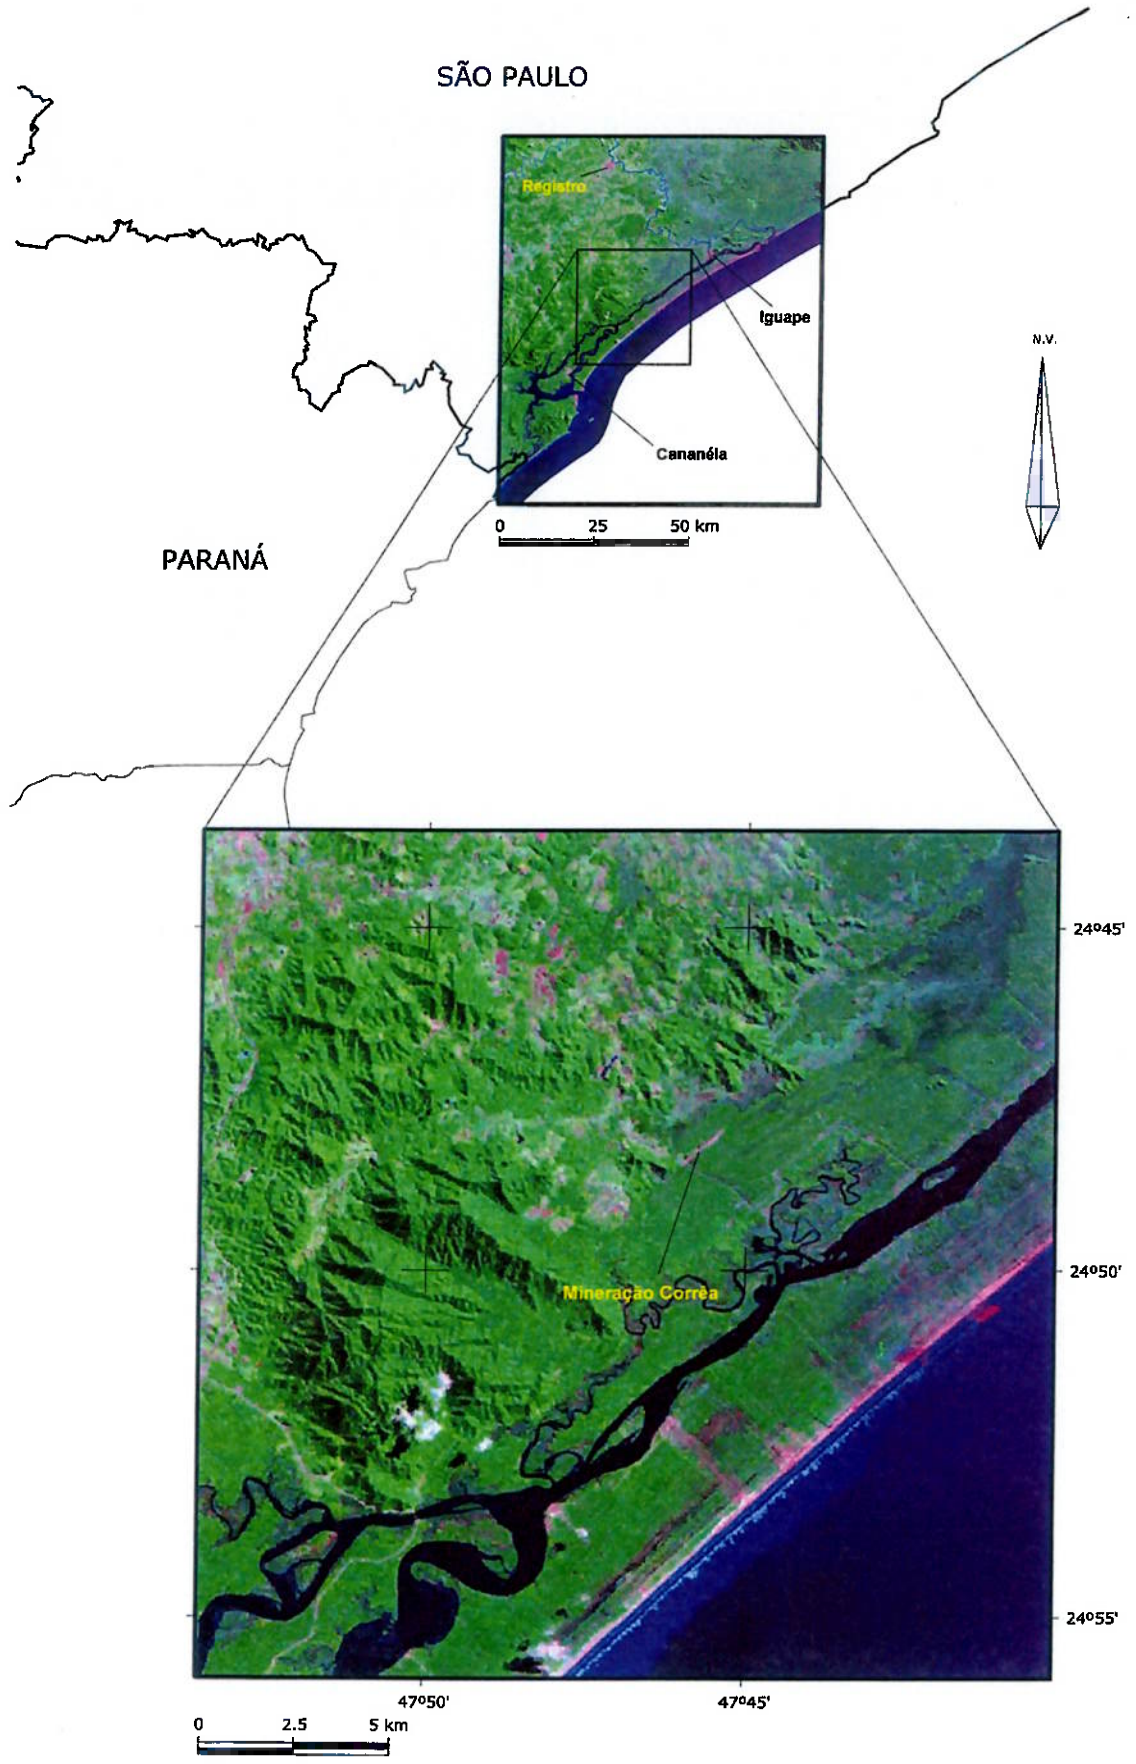 SÃO PAULO
Registro
Iguape
N.V.
Cananéia
0 25 50 km
PARANÁ
24º45'
24º50'
Mineração Corrêa
24º55'
47º50' 47º45'
0 2.5 5 km